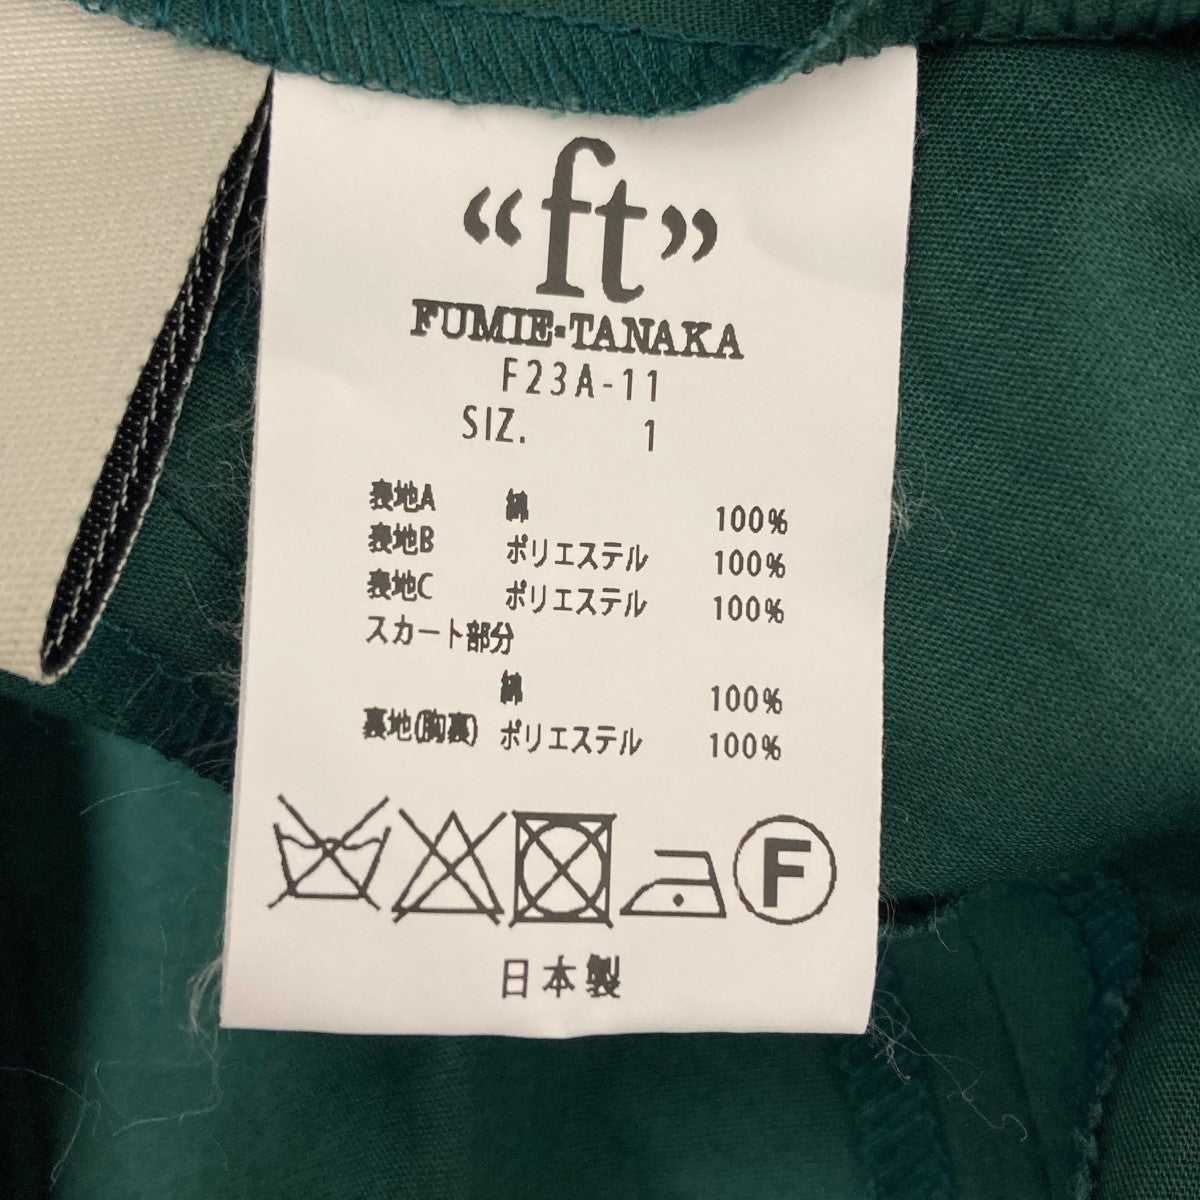 “ft”
FUMIE=TANAKA
F23A-11
SIZ. 1
表地A 綿 100%
表地B ポリエステル 100%
表地C ポリエステル 100%
スカート部分
綿 100%
裏地(胸裏) ポリエステル 100%
F
日本製